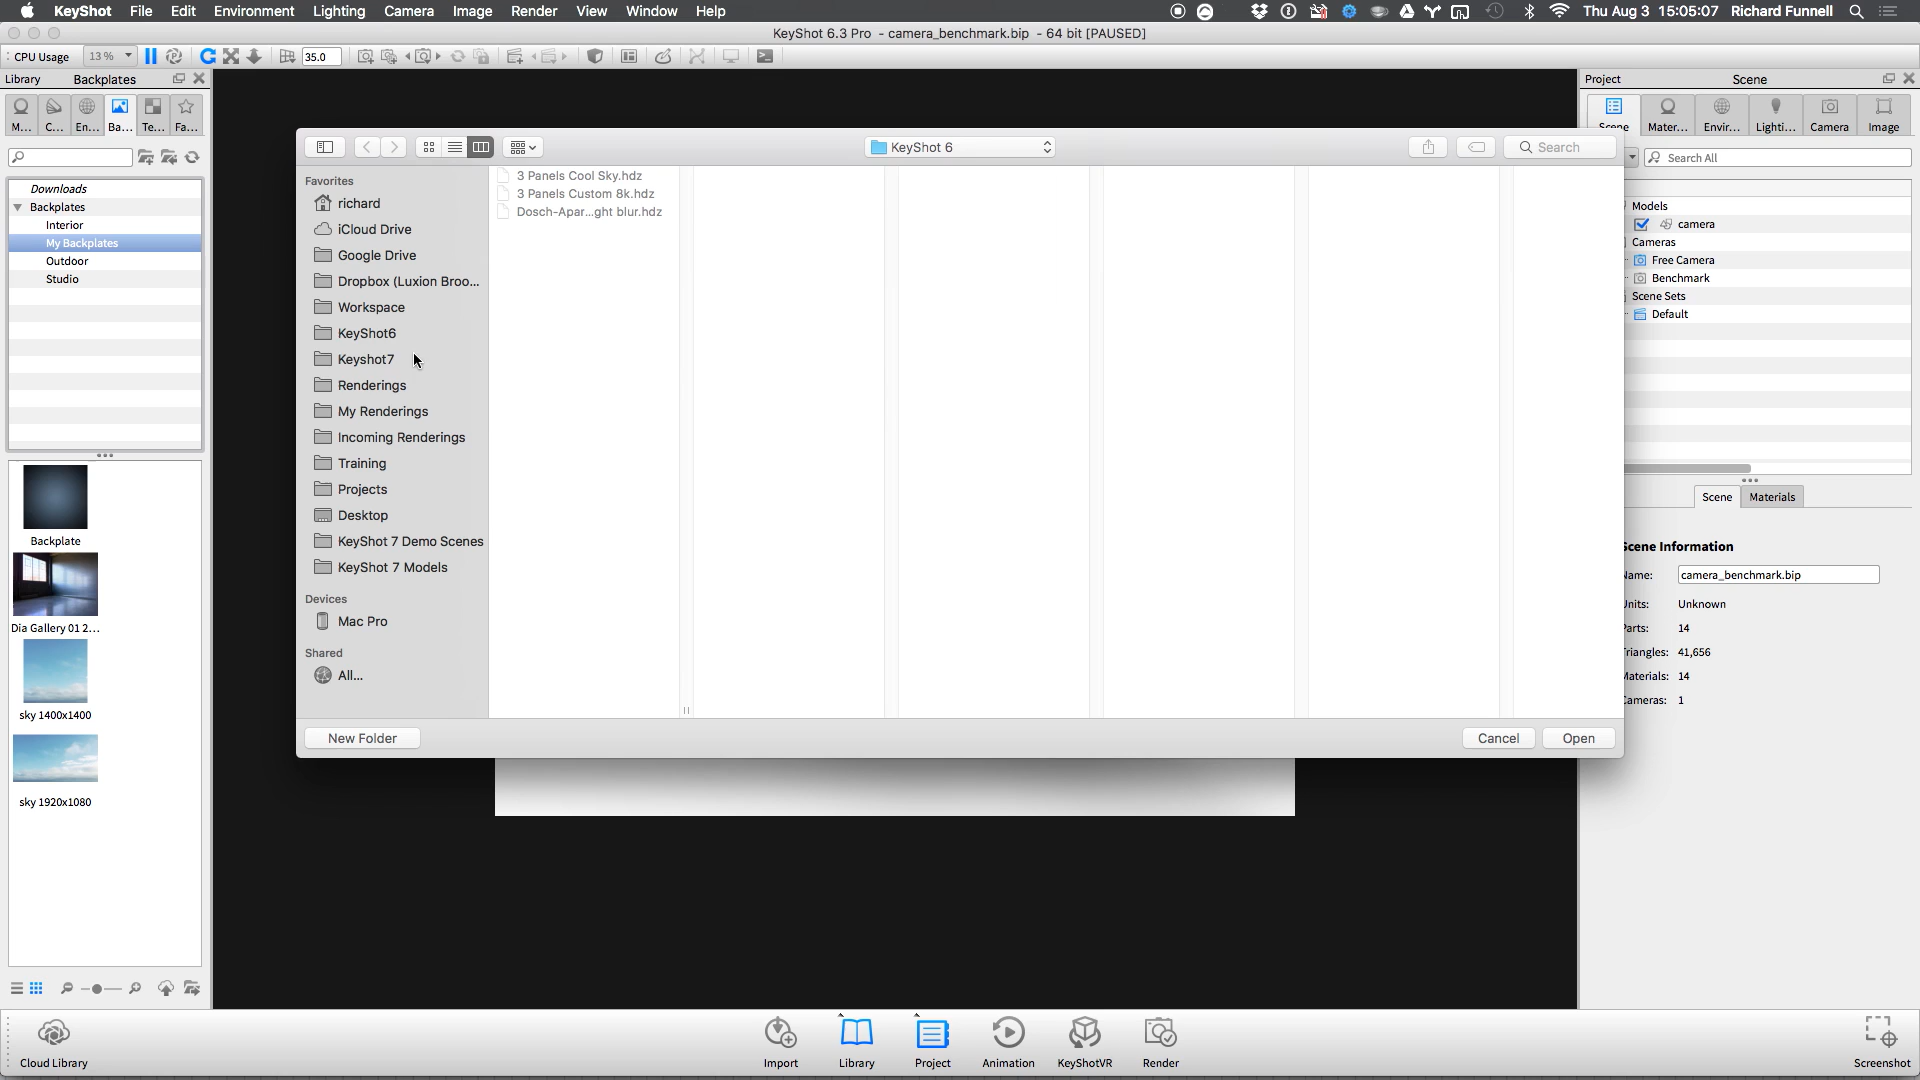 KeyShot File Edit Environment Lighting Camera Image Render View Window Help Thu Aug 3 15:05:07 Richard Funnell
KeyShot 6.3 Pro - camera_benchmark.bip - 64 bit [PAUSED]
CPU Usage 13 % 35.0
Library Backplates
M... C... En... Ba... Te... Fa...
Downloads
Backplates
Interior
My Backplates
Outdoor
Studio
Backplate
Dia Gallery 01 2...
sky 1400x1400
sky 1920x1080
KeyShot 6
Search
Favorites
richard
iCloud Drive
Google Drive
Dropbox (Luxion Broo...
Workspace
KeyShot6
Keyshot7
Renderings
My Renderings
Incoming Renderings
Training
Projects
Desktop
KeyShot 7 Demo Scenes
KeyShot 7 Models
Devices
Mac Pro
Shared
All...
3 Panels Cool Sky.hdz
3 Panels Custom 8k.hdz
Dosch-Apar...ght blur.hdz
New Folder
Cancel
Open
Project Scene
Scene Mater... Envir... Lighti... Camera Image
Search All
Models
camera
Cameras
Free Camera
Benchmark
Scene Sets
Default
Scene Materials
Scene Information
Name: camera_benchmark.bip
Units: Unknown
Parts: 14
Triangles: 41,656
Materials: 14
Cameras: 1
Cloud Library
Import
Library
Project
Animation
KeyShotVR
Render
Screenshot